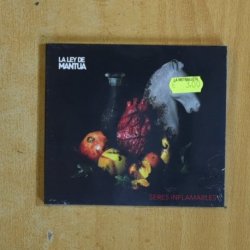 LA LEY DE
MANTUA
SERES INFLAMABLES